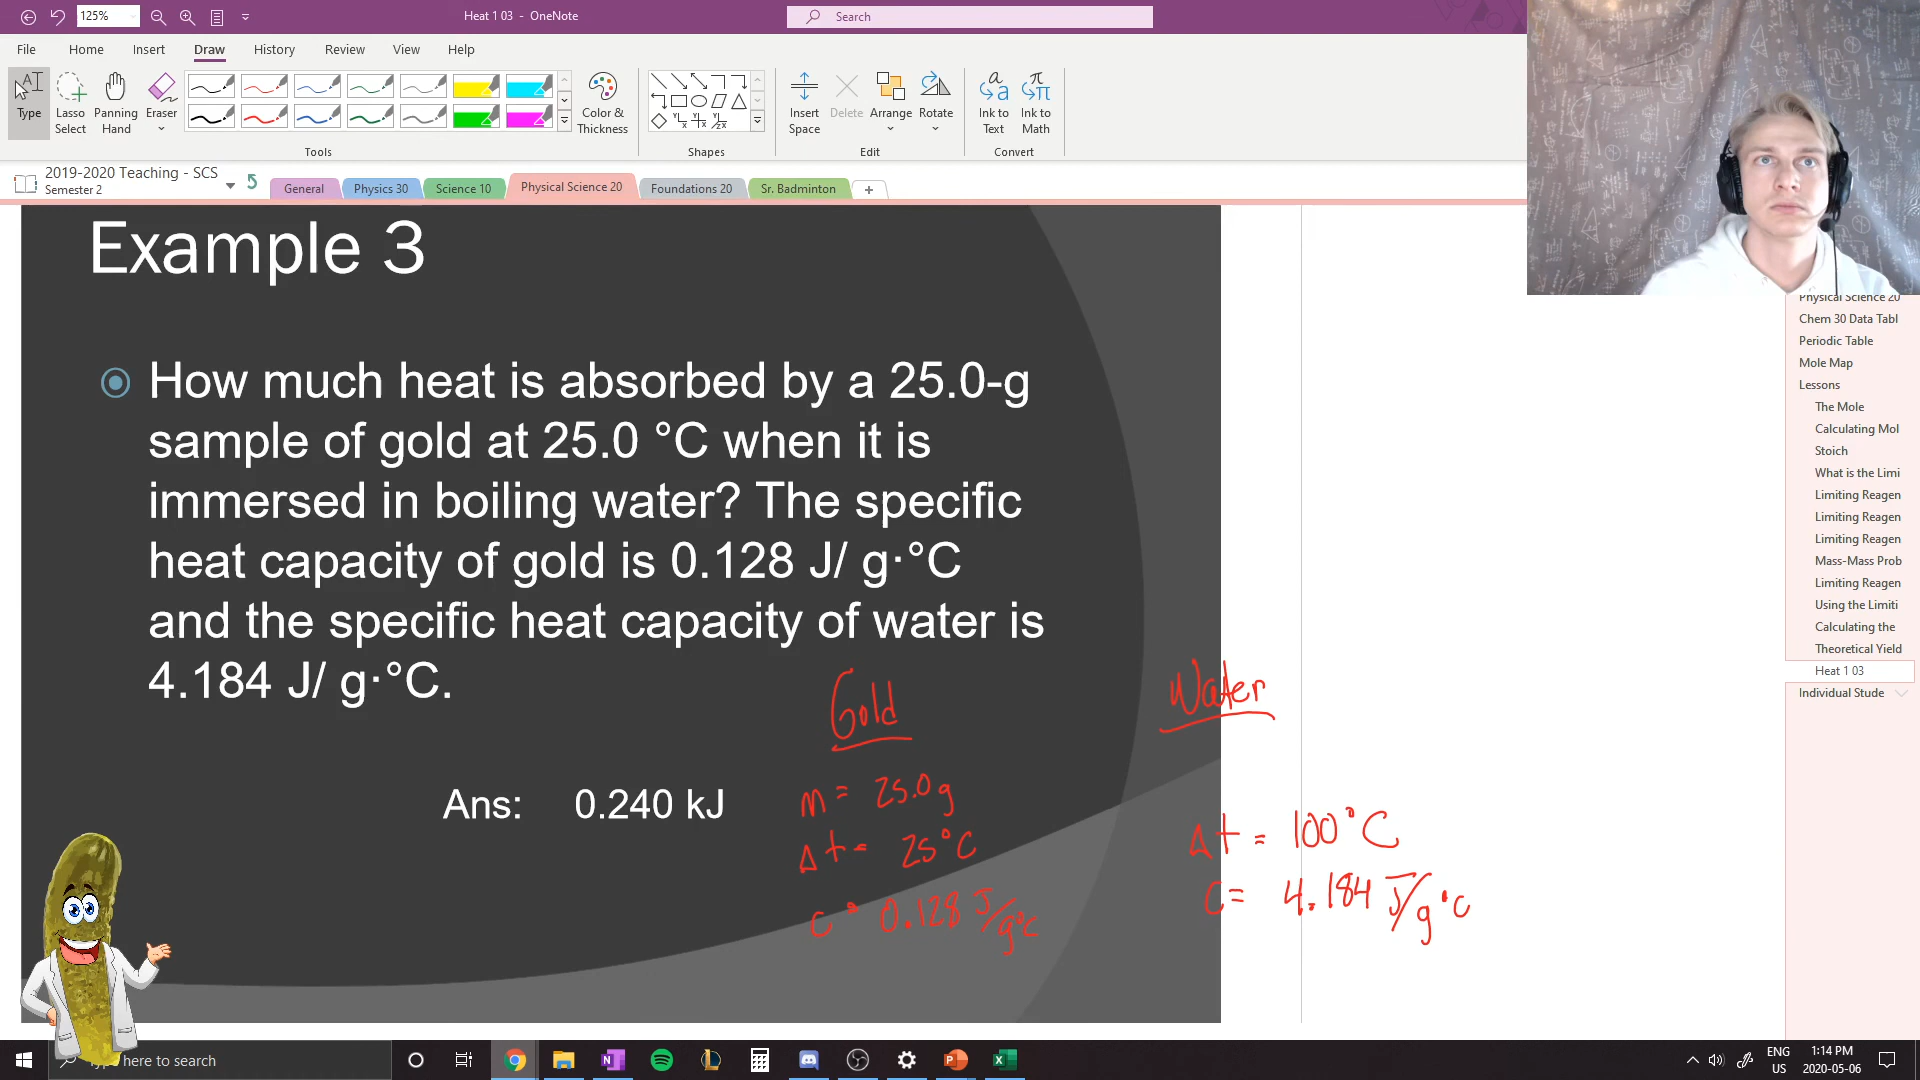 125%
Heat 1 03 - OneNote
Search
File Home Insert Draw History Review View Help
Type
Lasso Select
Panning Hand
Eraser
Color & Thickness
Insert Space
Delete
Arrange
Rotate
Ink to Text
Ink to Math
Tools
Shapes
Edit
Convert
2019-2020 Teaching - SCS
Semester 2
General Physics 30 Science 10 Physical Science 20 Foundations 20 Sr. Badminton +
Example 3
How much heat is absorbed by a 25.0-g
sample of gold at 25.0 °C when it is
immersed in boiling water? The specific
heat capacity of gold is 0.128 J/ g·°C
and the specific heat capacity of water is
4.184 J/ g·°C.
Ans: 0.240 kJ
Gold
m = 25.0g
Δt = 25°C
c = 0.128 J/g°C
Water
Δt = 100°C
c = 4.184 J/g°C
Physical Science 20
Chem 30 Data Tabl
Periodic Table
Mole Map
Lessons
The Mole
Calculating Mol
Stoich
What is the Limi
Limiting Reagen
Limiting Reagen
Limiting Reagen
Mass-Mass Prob
Limiting Reagen
Using the Limiti
Calculating the
Theoretical Yield
Heat 1 03
Individual Stude
here to search
ENG
US
1:14 PM
2020-05-06